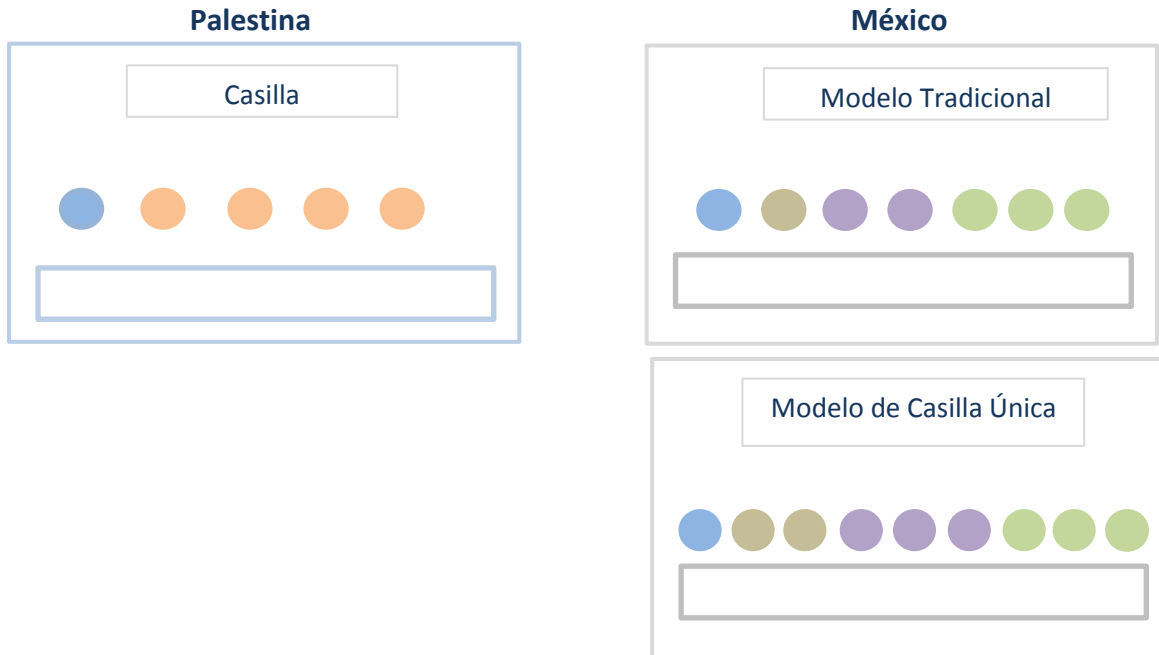 Palestina
México
Casilla
Modelo Tradicional
Modelo de Casilla Única